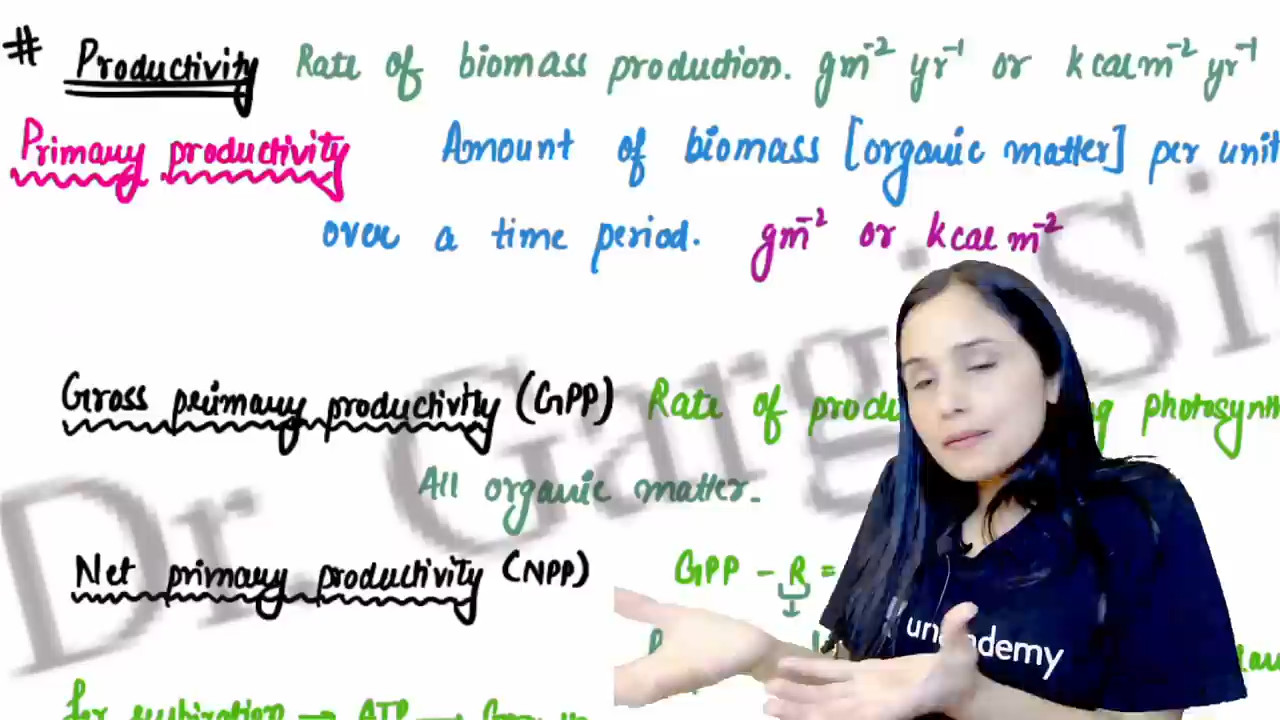 # Productivity Rate of biomass production. gm⁻² yr⁻¹ or kcal m⁻² yr⁻¹
Primary productivity Amount of biomass [organic matter] per unit
over a time period. gm⁻² or kcal m⁻²
Gross primary productivity (GPP) Rate of
All organic matter.
Net primary productivity (NPP) GPP - R =
Dr. Gargi